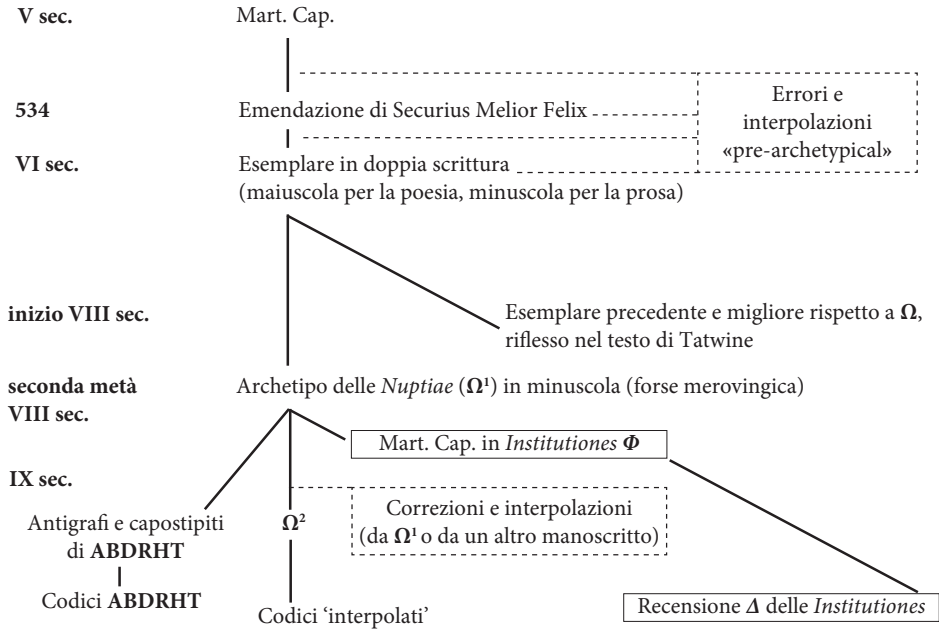 V sec.
Mart. Cap.
534
Emendazione di Securius Melior Felix
Errori e
interpolazioni
«pre-archetypical»
VI sec.
Esemplare in doppia scrittura
(maiuscola per la poesia, minuscola per la prosa)
inizio VIII sec.
Esemplare precedente e migliore rispetto a Ω,
riflesso nel testo di Tatwine
seconda metà
VIII sec.
Archetipo delle Nuptiae (Ω¹) in minuscola (forse merovingica)
Mart. Cap. in Institutiones Φ
IX sec.
Antigrafi e capostipiti
di ABDRHT
Ω²
Correzioni e interpolazioni
(da Ω¹ o da un altro manoscritto)
Codici ABDRHT
Codici ‘interpolati’
Recensione Δ delle Institutiones